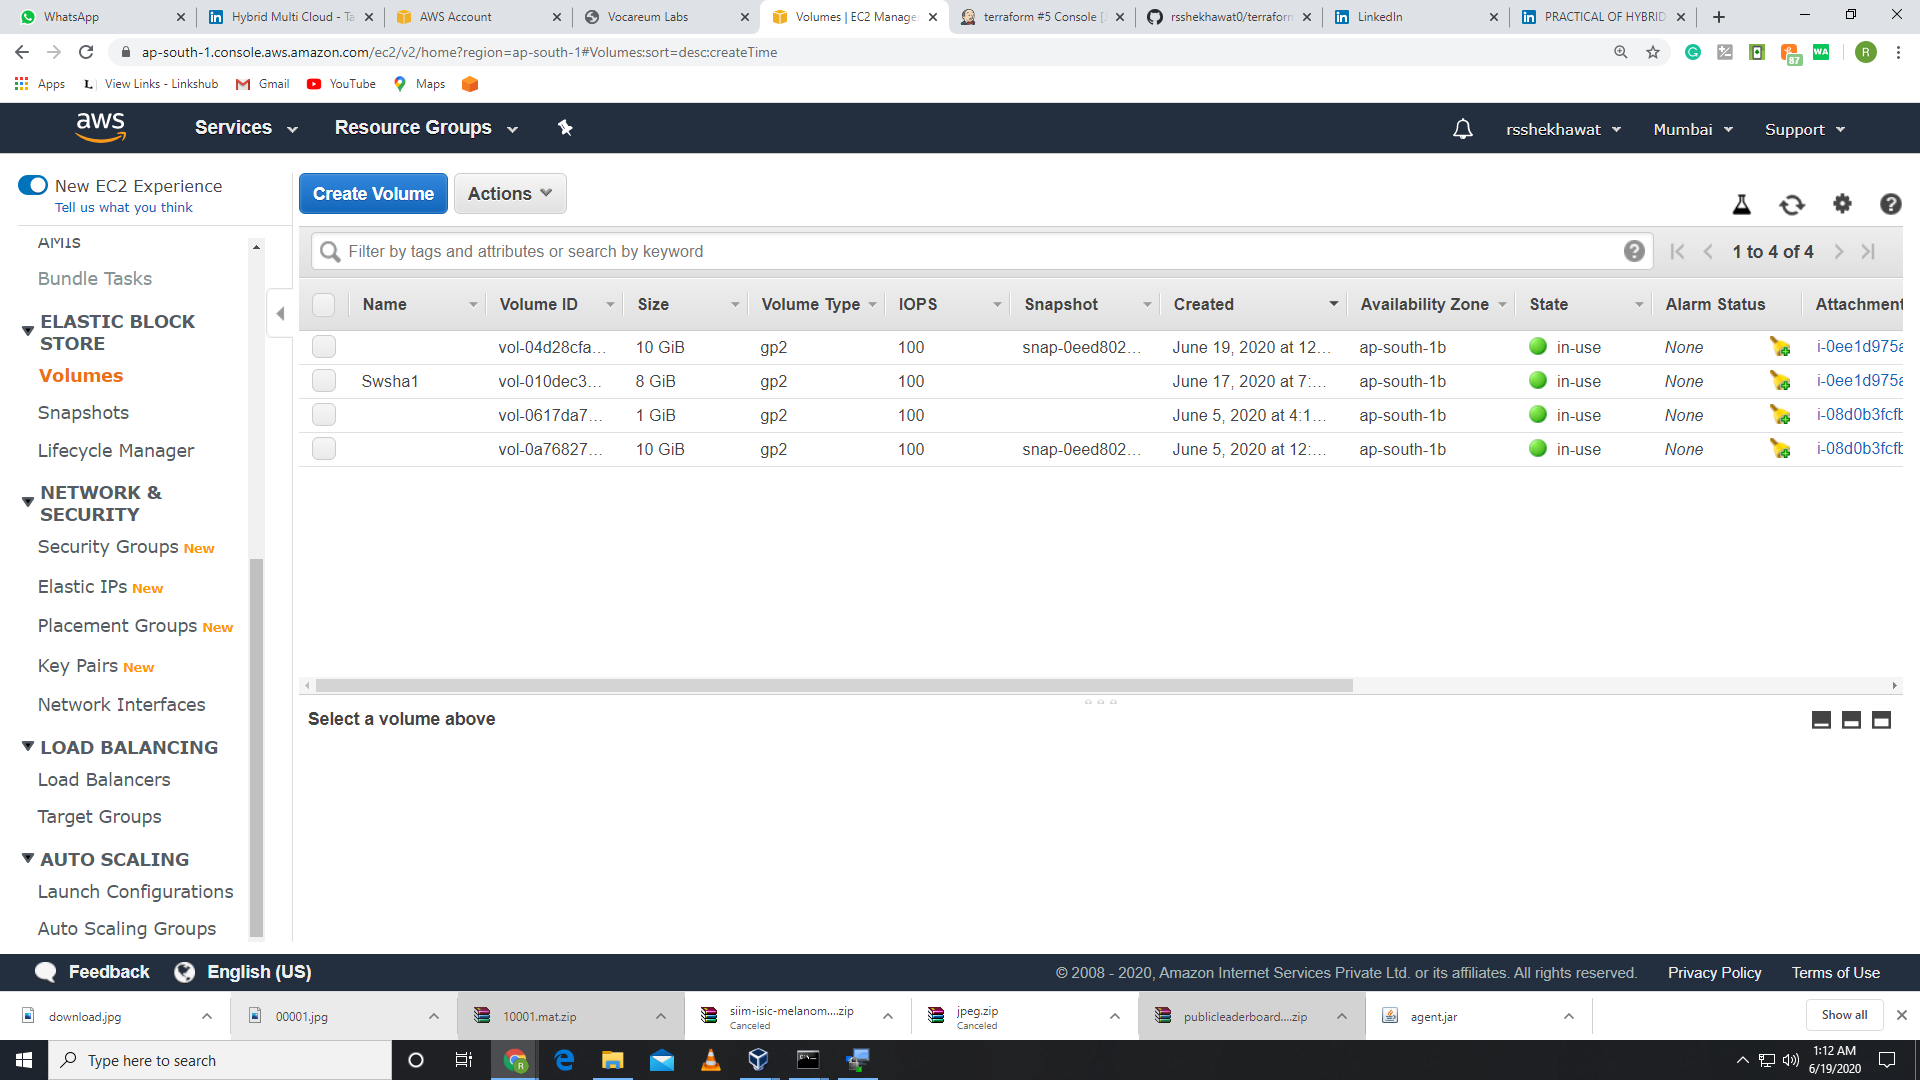 WhatsApp
Hybrid Multi Cloud - Ta
AWS Account
Vocareum Labs
Volumes | EC2 Manage
terraform #5 Console [J
rsshekhawat0/terraform
LinkedIn
PRACTICAL OF HYBRID
ap-south-1.console.aws.amazon.com/ec2/v2/home?region=ap-south-1#Volumes:sort=desc:createTime
87
WA
R
Apps
L View Links - Linkshub
Gmail
YouTube
Maps
aws
Services
Resource Groups
rsshekhawat
Mumbai
Support
New EC2 Experience
Tell us what you think
AMIs
Bundle Tasks
ELASTIC BLOCK
STORE
Volumes
Snapshots
Lifecycle Manager
NETWORK &
SECURITY
Security Groups New
Elastic IPs New
Placement Groups New
Key Pairs New
Network Interfaces
LOAD BALANCING
Load Balancers
Target Groups
AUTO SCALING
Launch Configurations
Auto Scaling Groups
Create Volume
Actions
Filter by tags and attributes or search by keyword
1 to 4 of 4
Name Volume ID Size Volume Type IOPS Snapshot Created Availability Zone State Alarm Status Attachment
vol-04d28cfa... 10 GiB gp2 100 snap-0eed802... June 19, 2020 at 12... ap-south-1b in-use None i-0ee1d975a
Swsha1 vol-010dec3... 8 GiB gp2 100 June 17, 2020 at 7:... ap-south-1b in-use None i-0ee1d975a
vol-0617da7... 1 GiB gp2 100 June 5, 2020 at 4:1... ap-south-1b in-use None i-08d0b3fcfb
vol-0a76827... 10 GiB gp2 100 snap-0eed802... June 5, 2020 at 12:... ap-south-1b in-use None i-08d0b3fcfb
Select a volume above
Feedback
English (US)
© 2008 - 2020, Amazon Internet Services Private Ltd. or its affiliates. All rights reserved.
Privacy Policy
Terms of Use
download.jpg
00001.jpg
10001.mat.zip
siim-isic-melanom....zip
Canceled
jpeg.zip
Canceled
publicleaderboard....zip
agent.jar
Show all
Type here to search
1:12 AM
6/19/2020